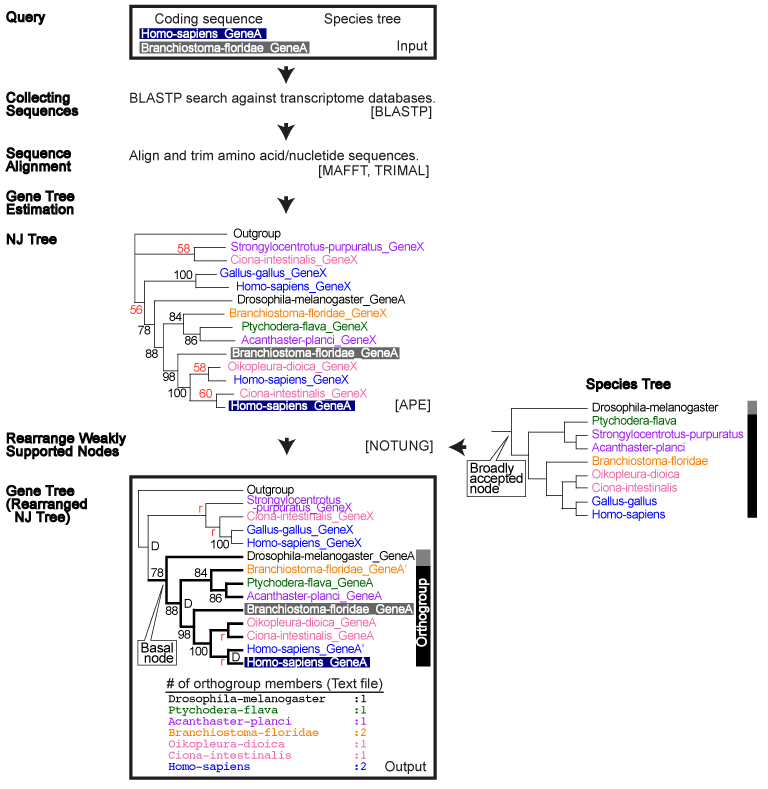 Query
Coding sequence
Species tree
Homo-sapiens_GeneA
Branchiostoma-floridae_GeneA
Input
Collecting
Sequences
BLASTP search against transcriptome databases.
[BLASTP]
Sequence
Alignment
Align and trim amino acid/nucletide sequences.
[MAFFT, TRIMAL]
Gene Tree
Estimation
NJ Tree
Outgroup
58
Strongylocentrotus-purpuratus_GeneX
Ciona-intestinalis_GeneX
100
Gallus-gallus_GeneX
Homo-sapiens_GeneX
56
Drosophila-melanogaster_GeneA
78
84
Branchiostoma-floridae_GeneX
Ptychodera-flava_GeneX
86
Acanthaster-planci_GeneX
88
Branchiostoma-floridae_GeneA
58
Oikopleura-dioica_GeneX
98
Homo-sapiens_GeneX
100
60
Ciona-intestinalis_GeneX
Homo-sapiens_GeneA
[APE]
Species Tree
Drosophila-melanogaster
Ptychodera-flava
Strongylocentrotus-purpuratus
Acanthaster-planci
Branchiostoma-floridae
Oikopleura-dioica
Ciona-intestinalis
Gallus-gallus
Homo-sapiens
Broadly
accepted
node
Rearrange Weakly
Supported Nodes
[NOTUNG]
Gene Tree
(Rearranged
NJ Tree)
Outgroup
Strongylocentrotus
-purpuratus_GeneX
r
Ciona-intestinalis_GeneX
r
Gallus-gallus_GeneX
100
Homo-sapiens_GeneX
D
Drosophila-melanogaster_GeneA
78
84
Branchiostoma-floridae_GeneA'
Ptychodera-flava_GeneA
86
Acanthaster-planci_GeneA
88
D
Branchiostoma-floridae_GeneA
Oikopleura-dioica_GeneA
98
r
Ciona-intestinalis_GeneA
100
Homo-sapiens_GeneA'
r
D
Homo-sapiens_GeneA
Basal
node
Orthogroup
# of orthogroup members (Text file)
Drosophila-melanogaster :1
Ptychodera-flava :1
Acanthaster-planci :1
Branchiostoma-floridae :2
Oikopleura-dioica :1
Ciona-intestinalis :1
Homo-sapiens :2
Output